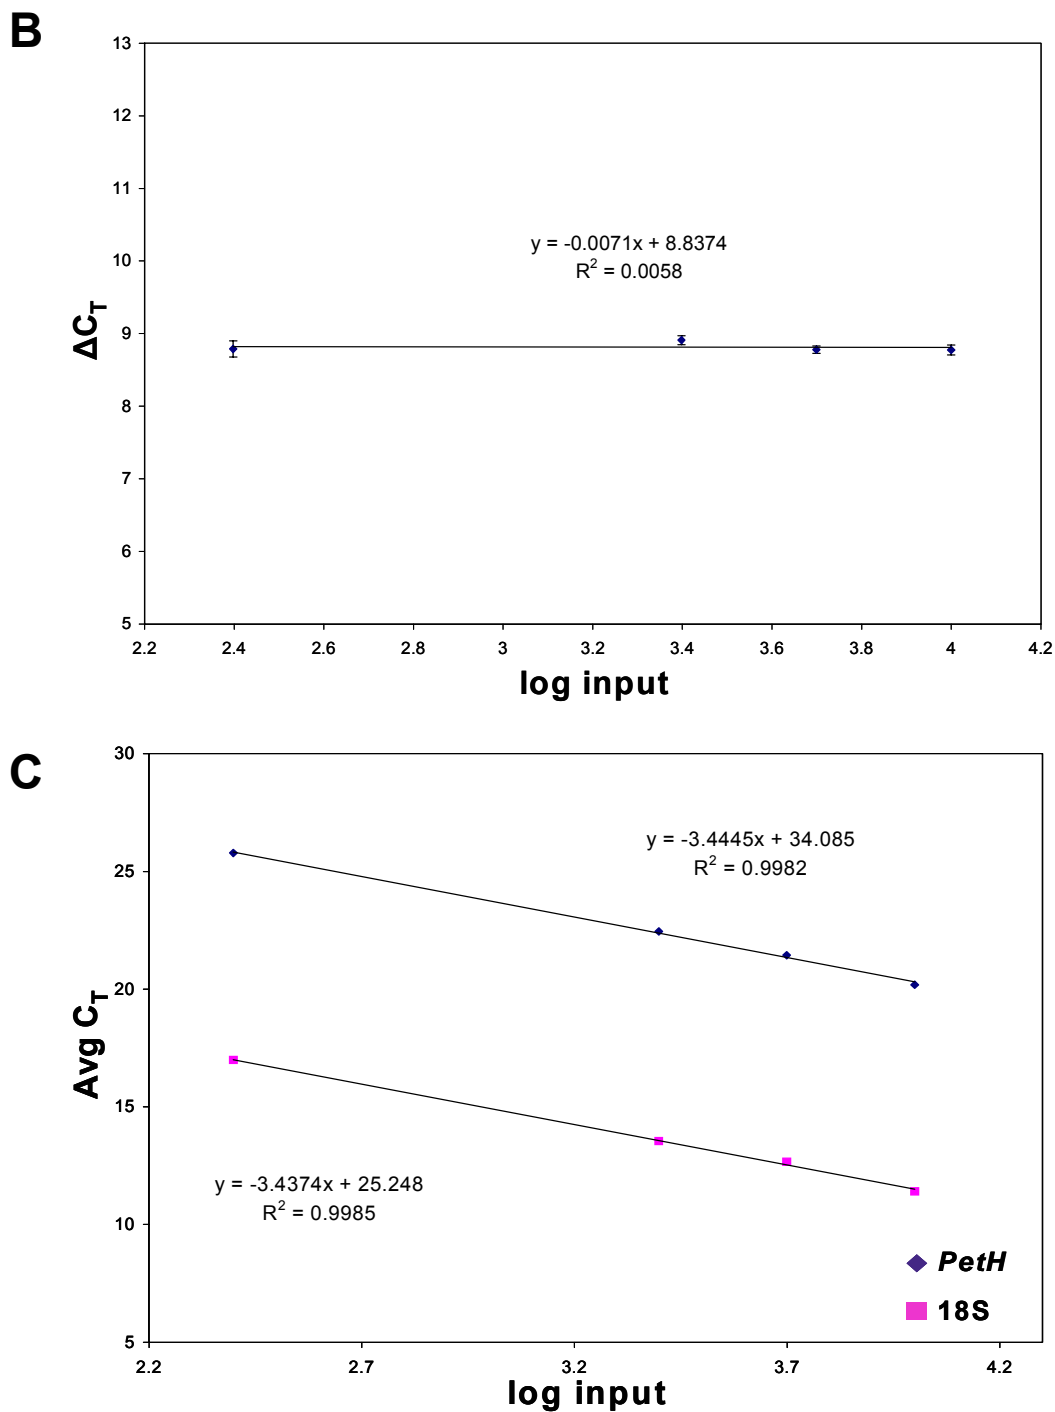 B
13
12
11
10
9
8
7
6
5
ΔC_T
y = -0.0071x + 8.8374
R² = 0.0058
2.2 2.4 2.6 2.8 3 3.2 3.4 3.6 3.8 4 4.2
log input
C
30
25
20
15
10
5
Avg C_T
y = -3.4445x + 34.085
R² = 0.9982
y = -3.4374x + 25.248
R² = 0.9985
PetH
18S
2.2 2.7 3.2 3.7 4.2
log input